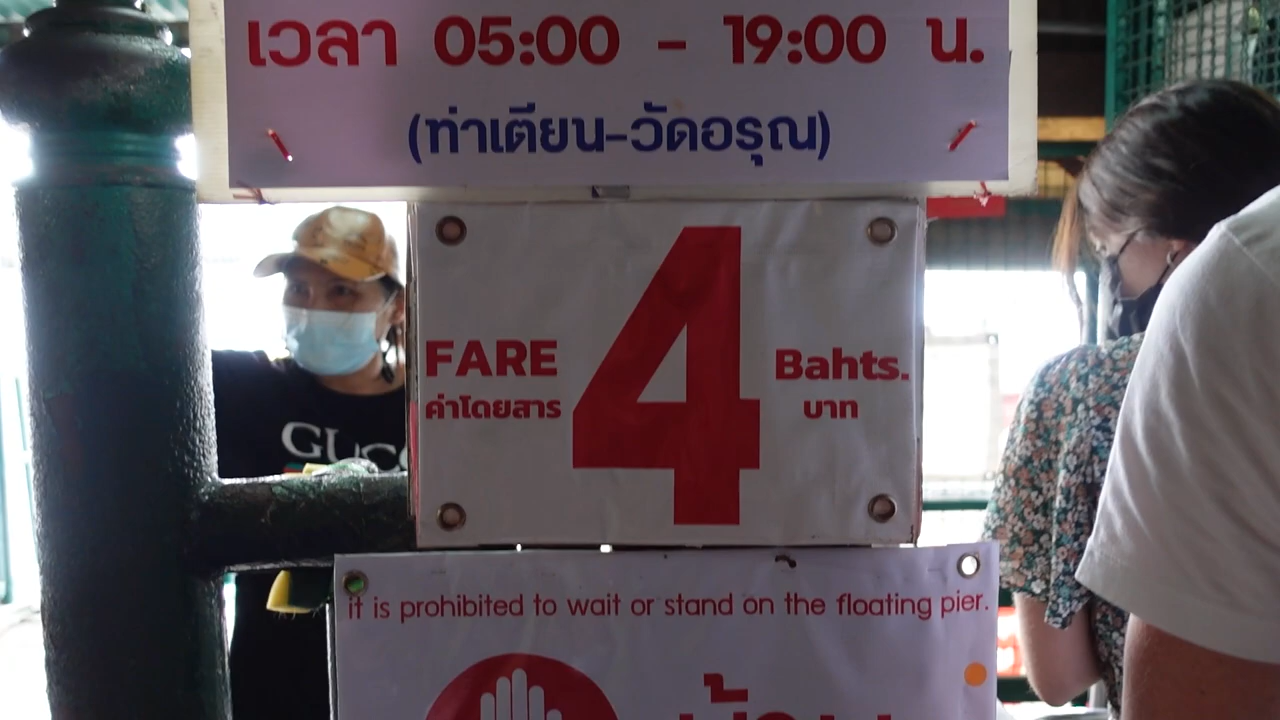 เวลา 05:00 - 19:00 น.
(ท่าเตียน-วัดอรุณ)
FARE 4 Bahts.
ค่าโดยสาร บาท
GUCC
it is prohibited to wait or stand on the floating pier.